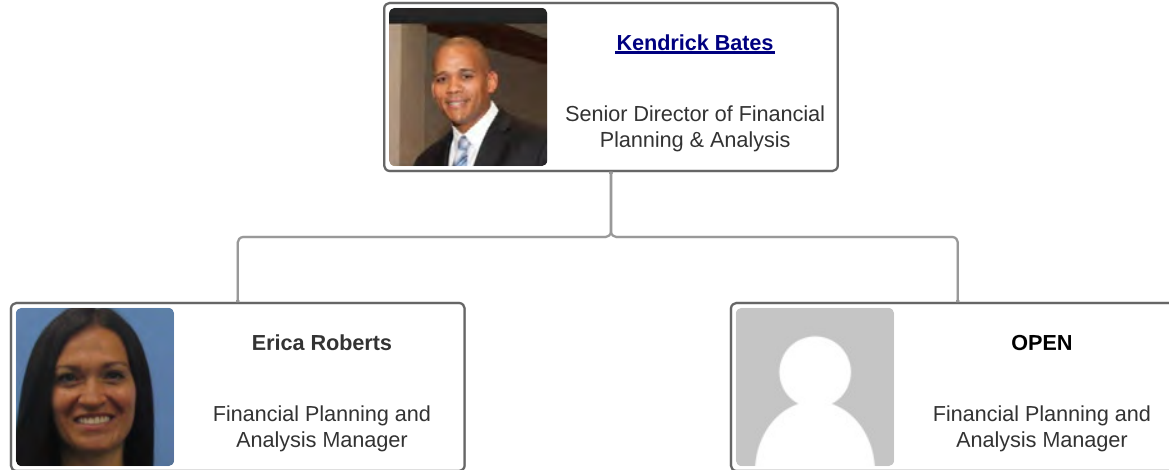 Kendrick Bates
Senior Director of Financial
Planning & Analysis
Erica Roberts
Financial Planning and
Analysis Manager
OPEN
Financial Planning and
Analysis Manager